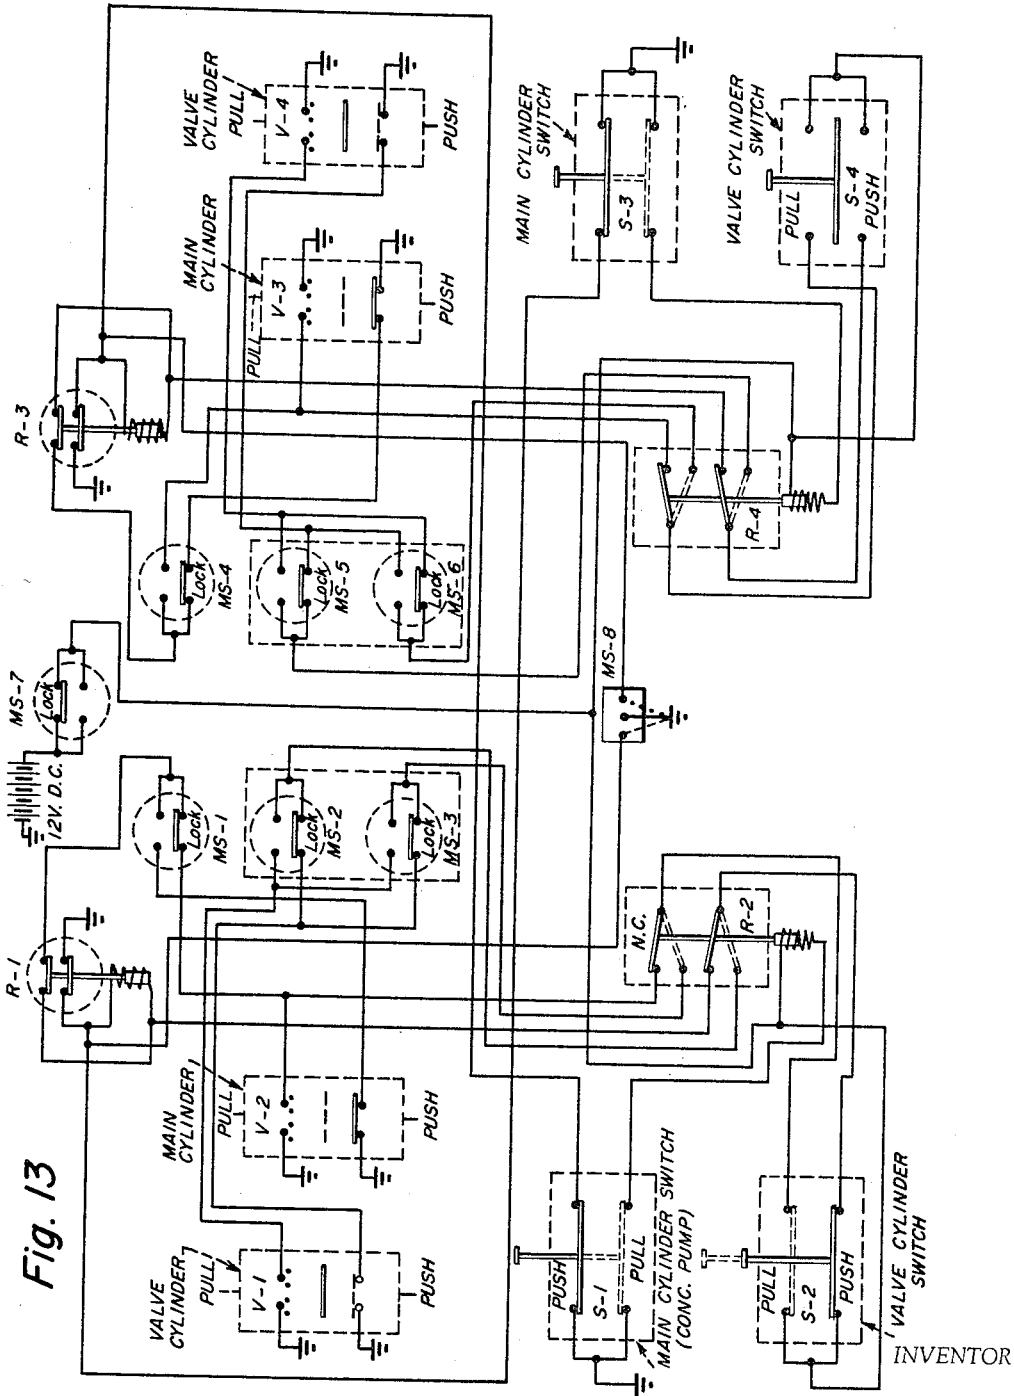 VALVE
CYLINDER
PULL
V-4
PUSH
MAIN
CYLINDER
PULL
V-3
PUSH
R-3
MAIN CYLINDER
SWITCH
S-3
VALVE CYLINDER
SWITCH
PULL
S-4
PUSH
R-4
Lock
MS-4
Lock
MS-5
Lock
MS-6
MS-7
Lock
12V. D.C.
MS-8
Lock
MS-1
Lock
MS-2
Lock
MS-3
R-1
N.C.
R-2
MAIN
CYLINDER
PULL
V-2
PUSH
Fig. 13
VALVE
CYLINDER
PULL
V-1
PUSH
PUSH
S-1
PULL
MAIN CYLINDER SWITCH
(CONC. PUMP)
PULL
S-2
PUSH
VALVE CYLINDER
SWITCH
INVENTOR